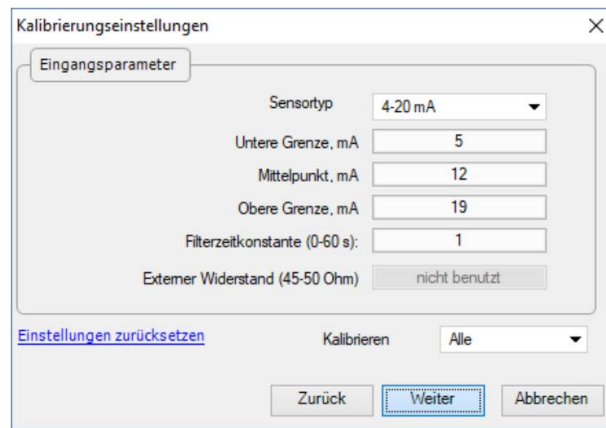 Kalibrierungseinstellungen
Eingangsparameter
Sensortyp 4-20 mA
Untere Grenze, mA 5
Mittelpunkt, mA 12
Obere Grenze, mA 19
Filterzeitkonstante (0-60 s): 1
Externer Widerstand (45-50 Ohm) nicht benutzt
Einstellungen zurücksetzen Kalibrieren Alle
Zurück Weiter Abbrechen